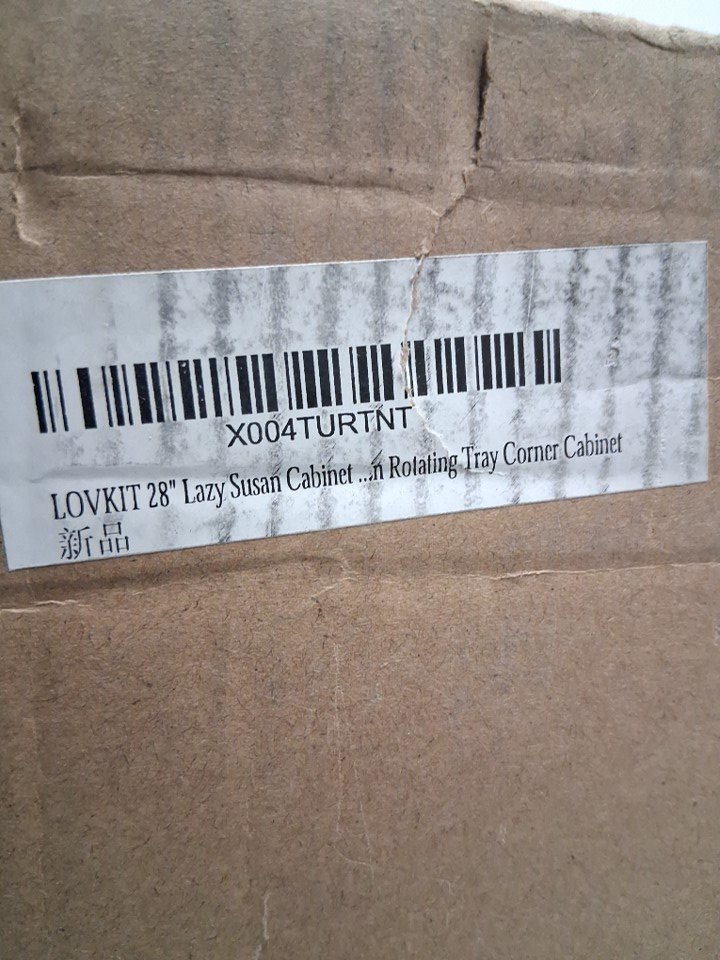 X004TURTNT
LOVKIT 28" Lazy Susan Cabinet ...n Rotating Tray Corner Cabinet
新品